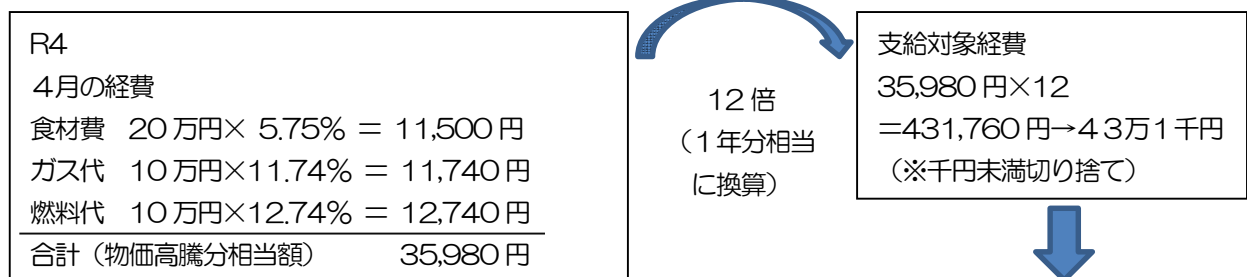 R4
４月の経費
食材費　20万円× 5.75% ＝ 11,500円
ガス代　10万円×11.74% ＝ 11,740円
燃料代　10万円×12.74% ＝ 12,740円
合計（物価高騰分相当額）　35,980円
12倍
（1年分相当
に換算）
支給対象経費
35,980円×12
＝431,760円→４３万１千円
（※千円未満切り捨て）